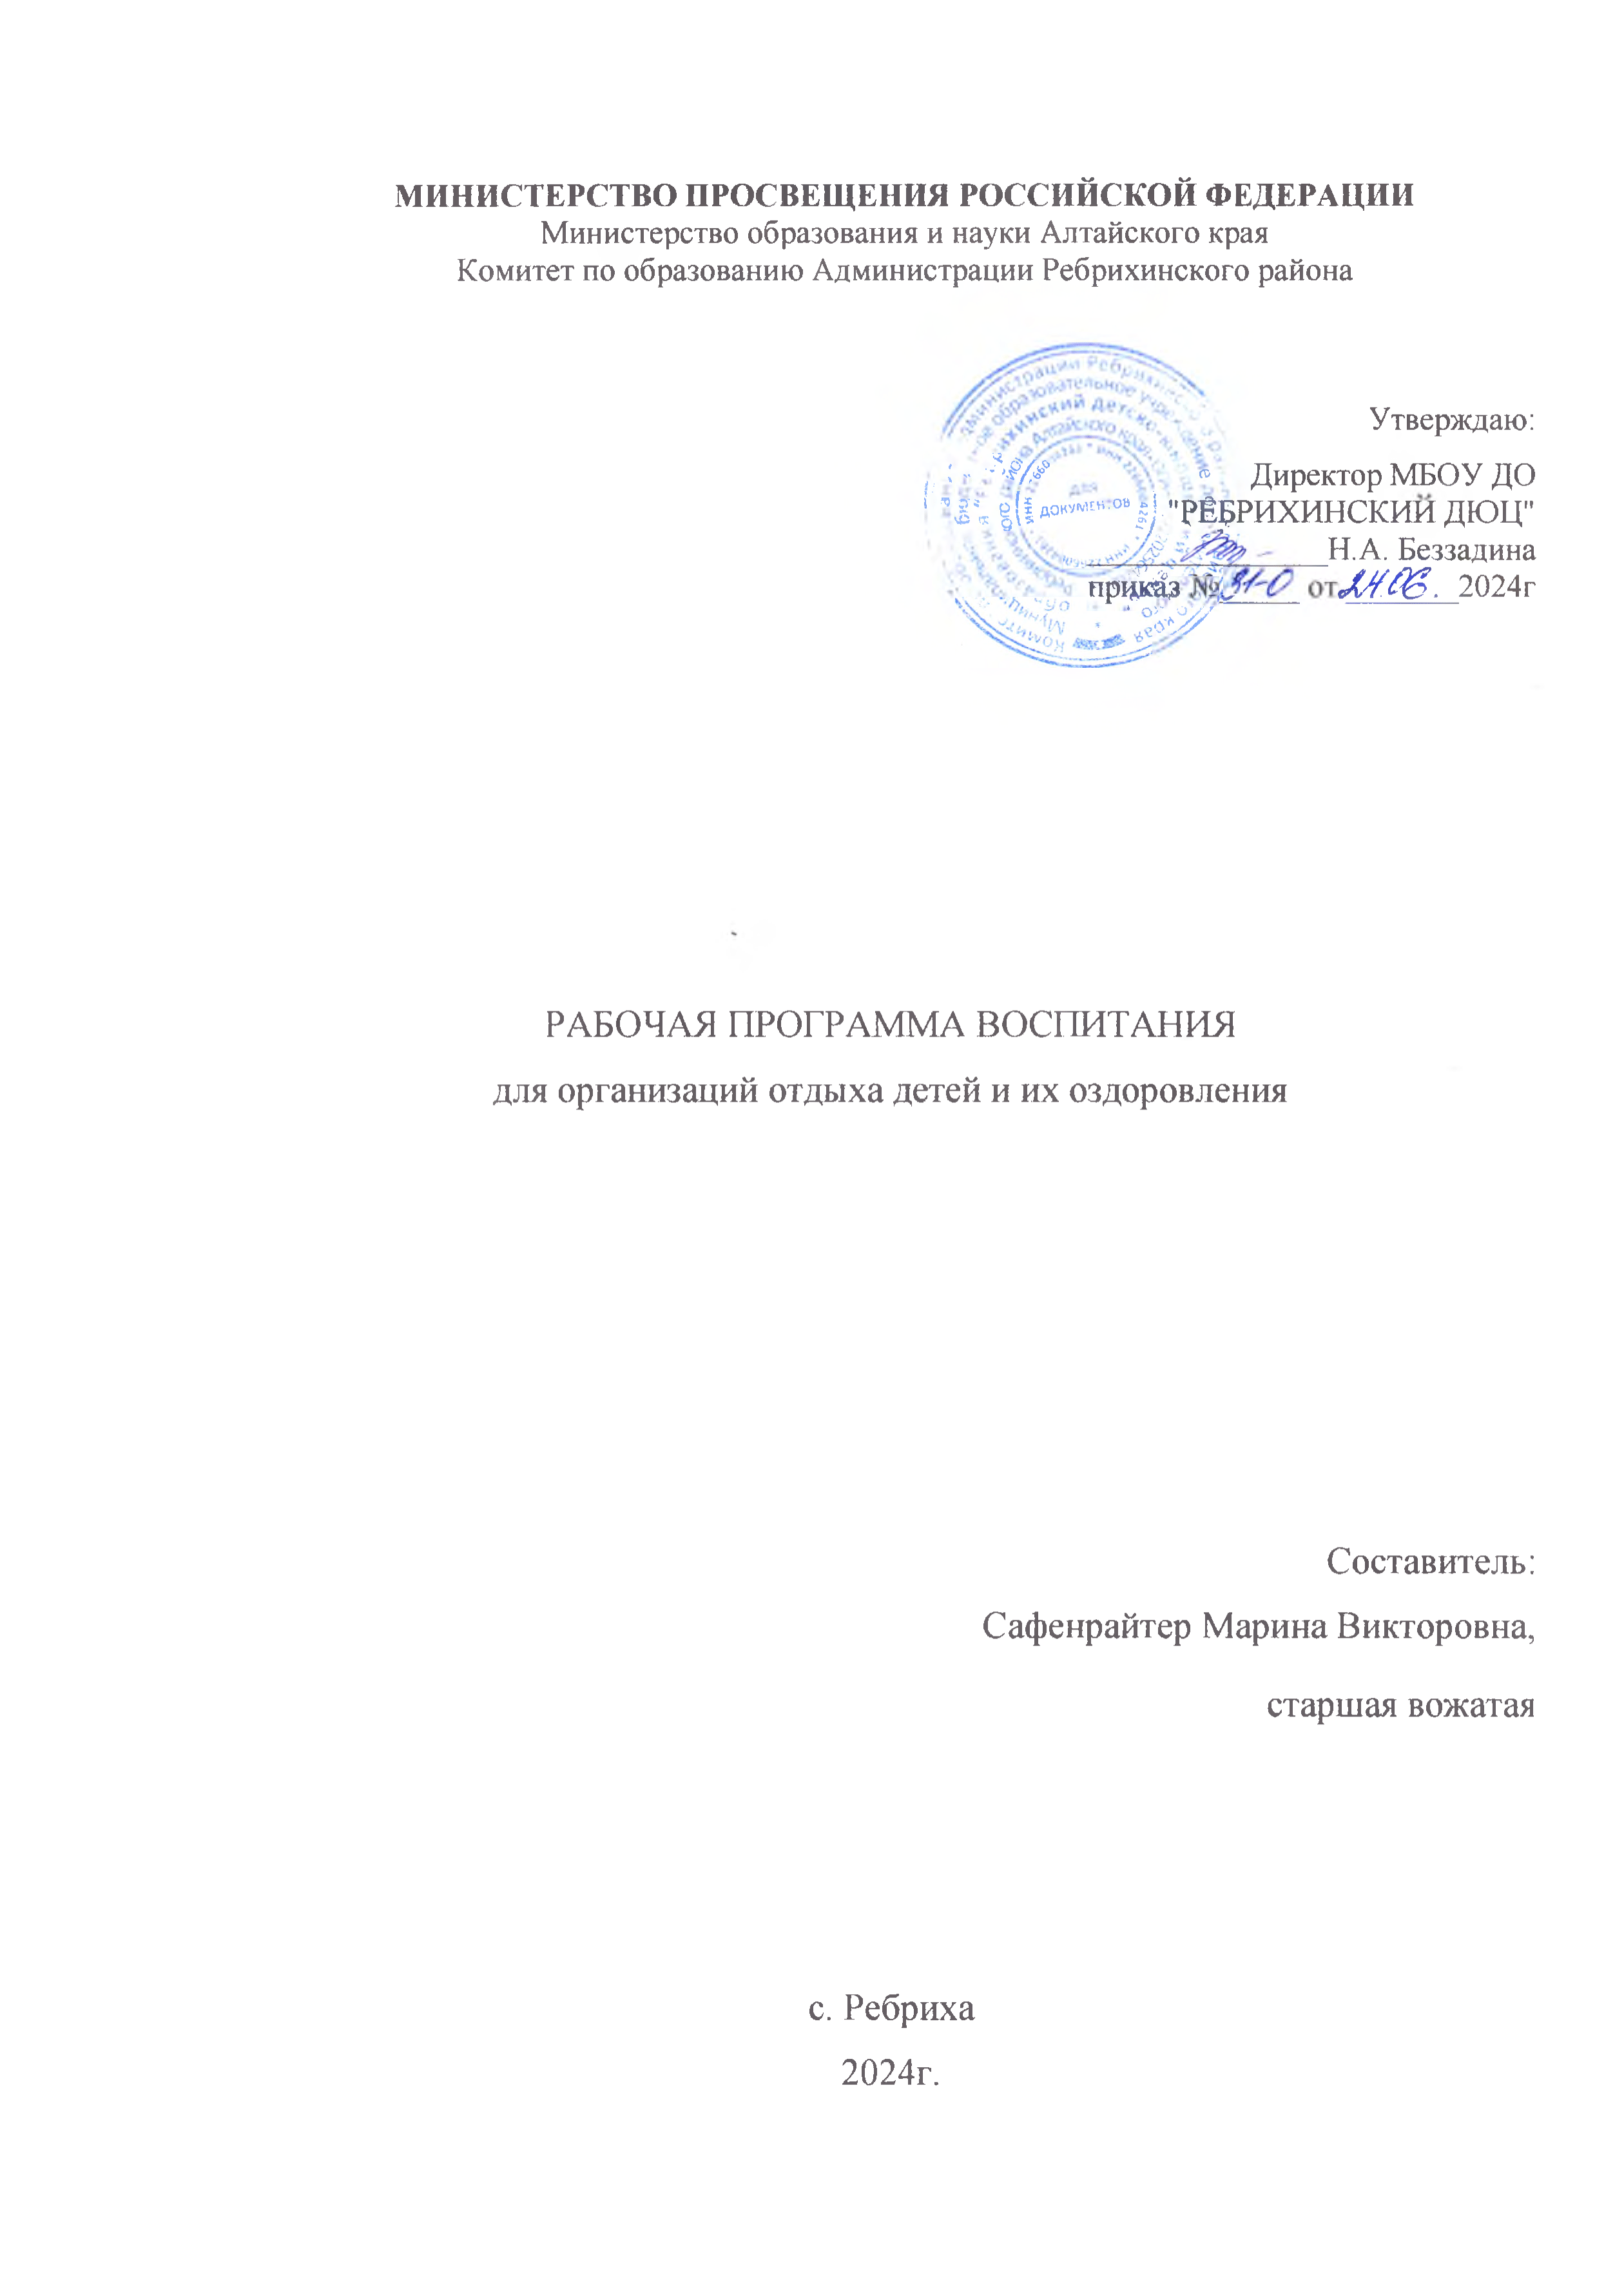 МИНИСТЕРСТВО ПРОСВЕЩЕНИЯ РОССИЙСКОЙ ФЕДЕРАЦИИ
Министерство образования и науки Алтайского края
Комитет по образованию Администрации Ребрихинского района
для
ДОКУМЕНТОВ
Утверждаю:
Директор МБОУ ДО
"РЕБРИХИНСКИЙ ДЮЦ"
Н.А. Беззадина
приказ № 31-О от 24.06. 2024г
РАБОЧАЯ ПРОГРАММА ВОСПИТАНИЯ
для организаций отдыха детей и их оздоровления
Составитель:
Сафенрайтер Марина Викторовна,
старшая вожатая
с. Ребриха
2024г.